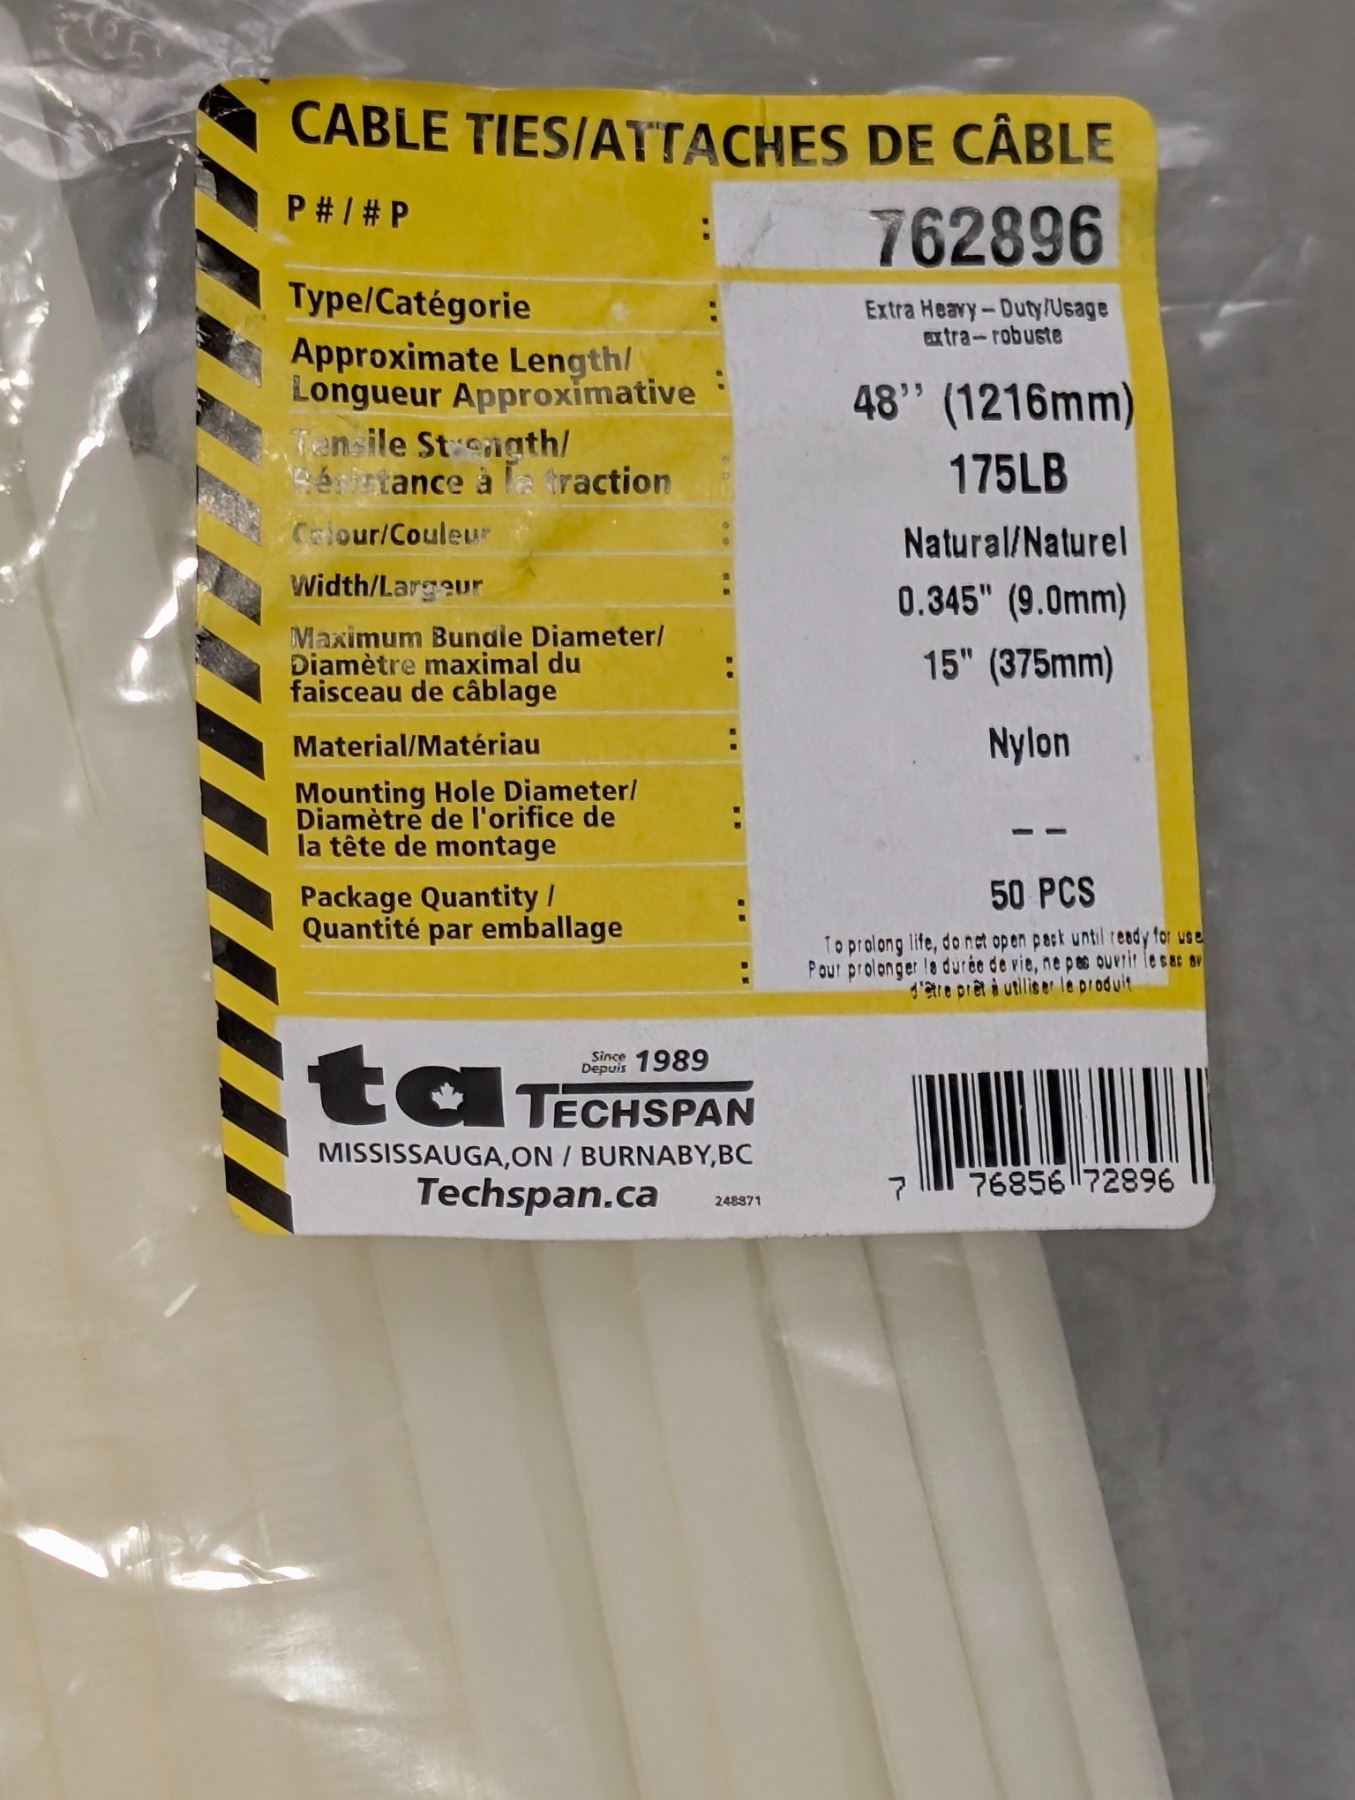 CABLE TIES/ATTACHES DE CÂBLE
P # / # P : 762896
Type/Catégorie : Extra Heavy – Duty/Usage
extra – robuste
Approximate Length/
Longueur Approximative : 48’’ (1216mm)
Tensile Strength/
Résistance à la traction : 175LB
Colour/Couleur : Natural/Naturel
Width/Largeur : 0.345" (9.0mm)
Maximum Bundle Diameter/
Diamètre maximal du : 15" (375mm)
faisceau de câblage
Material/Matériau : Nylon
Mounting Hole Diameter/
Diamètre de l'orifice de : – –
la tête de montage
Package Quantity / : 50 PCS
Quantité par emballage
To prolong life, do not open pack until ready for use
: Pour prolonger la durée de vie, ne pas ouvrir le sac av
d'être prêt à utiliser le produit
ta Since Depuis 1989
TECHSPAN
MISSISSAUGA,ON / BURNABY,BC
Techspan.ca 248871
7 76856 72896